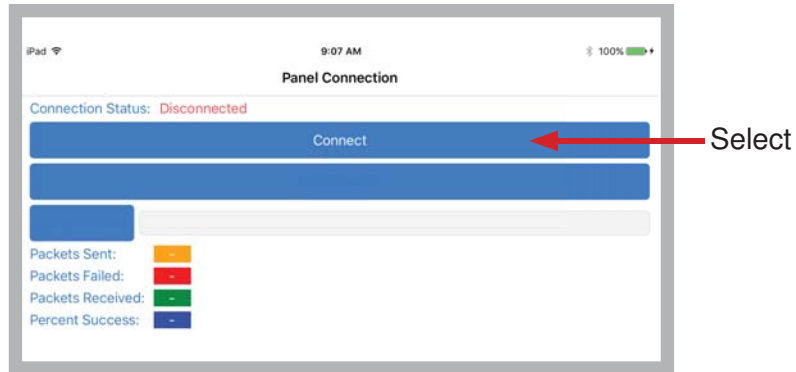 iPad 9:07 AM 100%
Panel Connection
Connection Status: Disconnected
Connect
Select
Packets Sent: -
Packets Failed: -
Packets Received: -
Percent Success: -